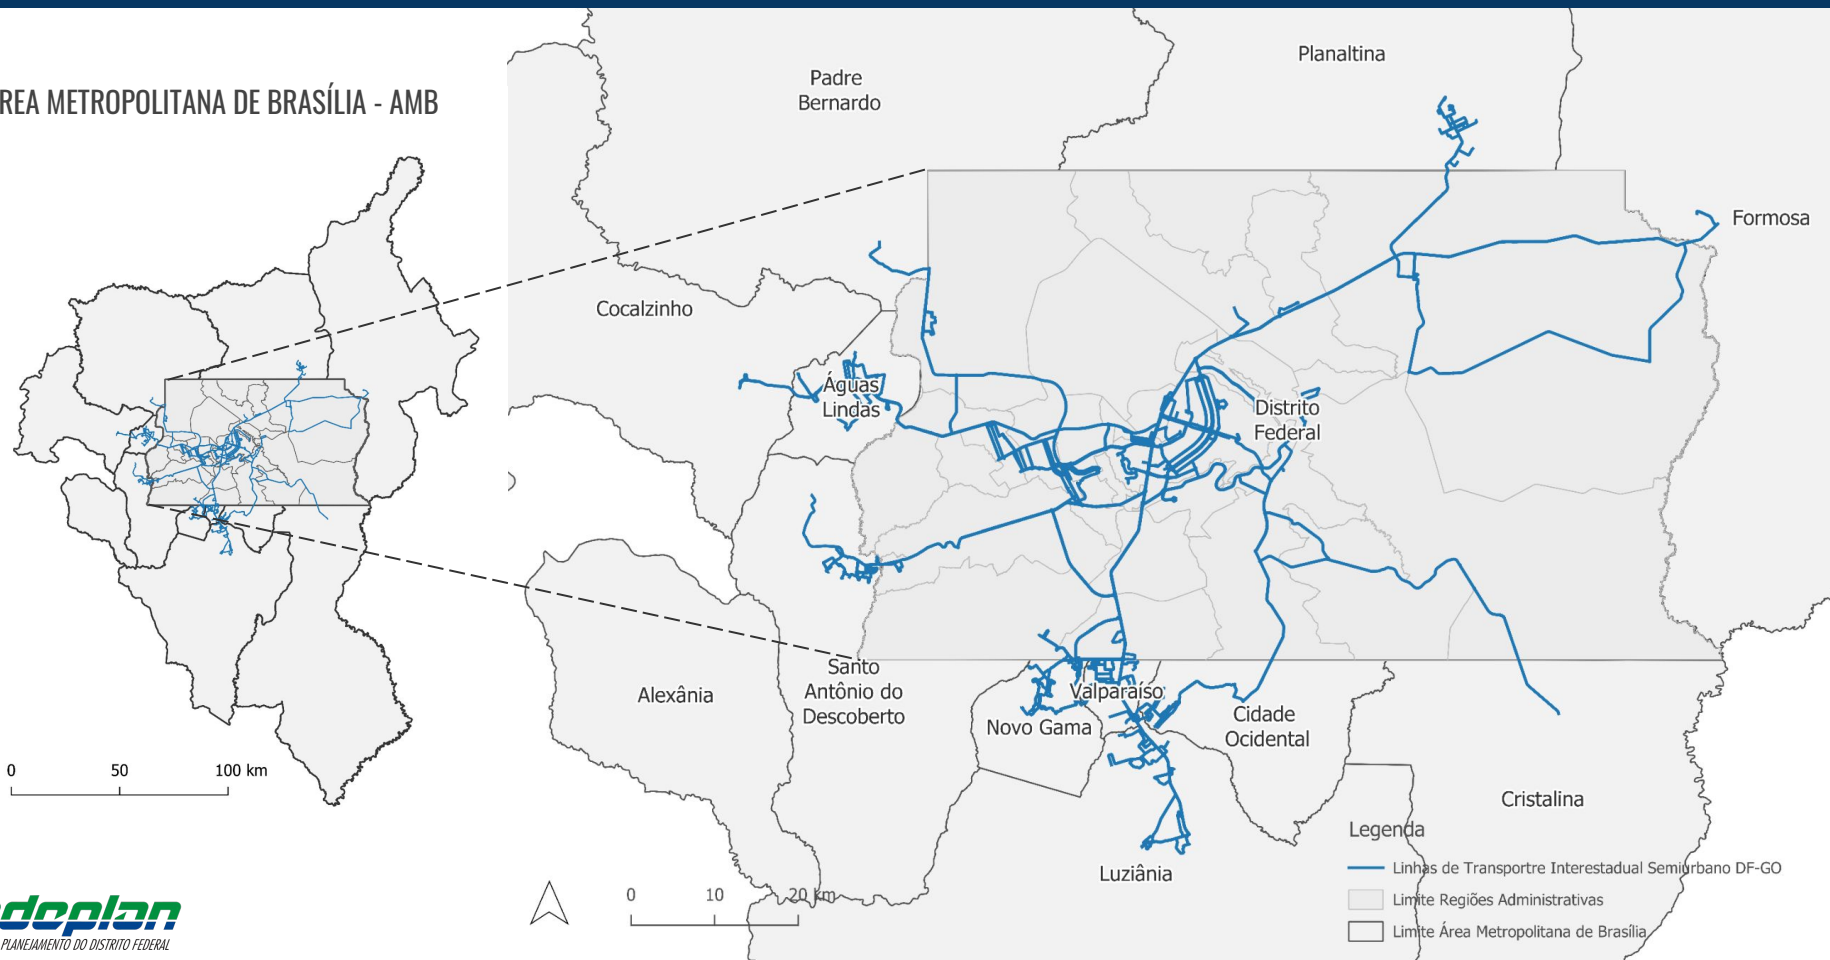 REA METROPOLITANA DE BRASÍLIA - AMB
Padre
Bernardo
Planaltina
Formosa
Cocalzinho
Águas
Lindas
Distrito
Federal
Santo
Antônio do
Descoberto
Alexânia
Valparaíso
Novo Gama
Cidade
Ocidental
Cristalina
Luziânia
0 50 100 km
0 10 20 km
Legenda
Linhas de Transportre Interestadual Semiurbano DF-GO
Limite Regiões Administrativas
Limite Área Metropolitana de Brasília
deplan
PLANEJAMENTO DO DISTRITO FEDERAL